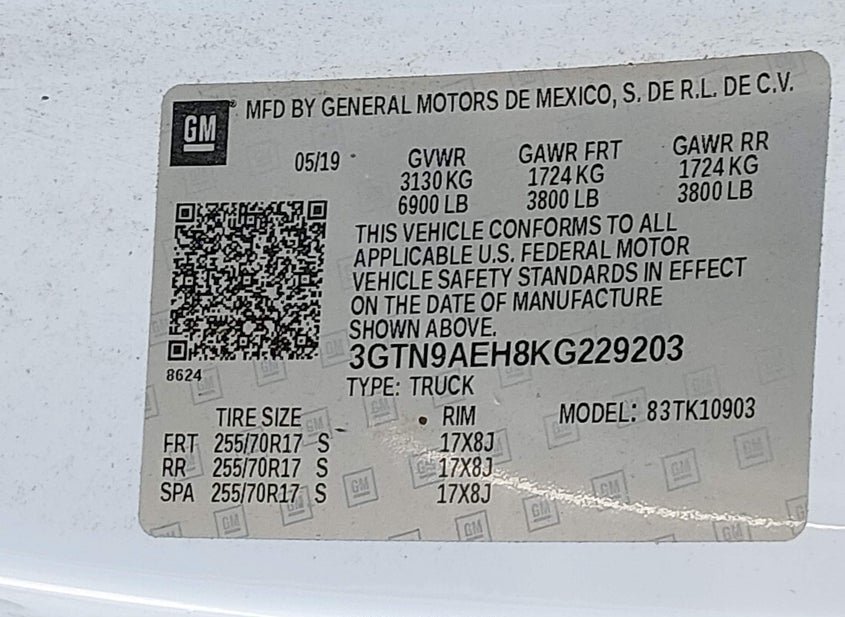 GM ® MFD BY GENERAL MOTORS DE MEXICO, S. DE R.L. DE C.V.
05/19 GVWR GAWR FRT GAWR RR
3130 KG 1724 KG 1724 KG
6900 LB 3800 LB 3800 LB
THIS VEHICLE CONFORMS TO ALL
APPLICABLE U.S. FEDERAL MOTOR
VEHICLE SAFETY STANDARDS IN EFFECT
ON THE DATE OF MANUFACTURE
SHOWN ABOVE.
3GTN9AEH8KG229203
8624
TYPE: TRUCK
TIRE SIZE RIM MODEL: 83TK10903
FRT 255/70R17 S 17X8J
RR 255/70R17 S 17X8J
SPA 255/70R17 S 17X8J